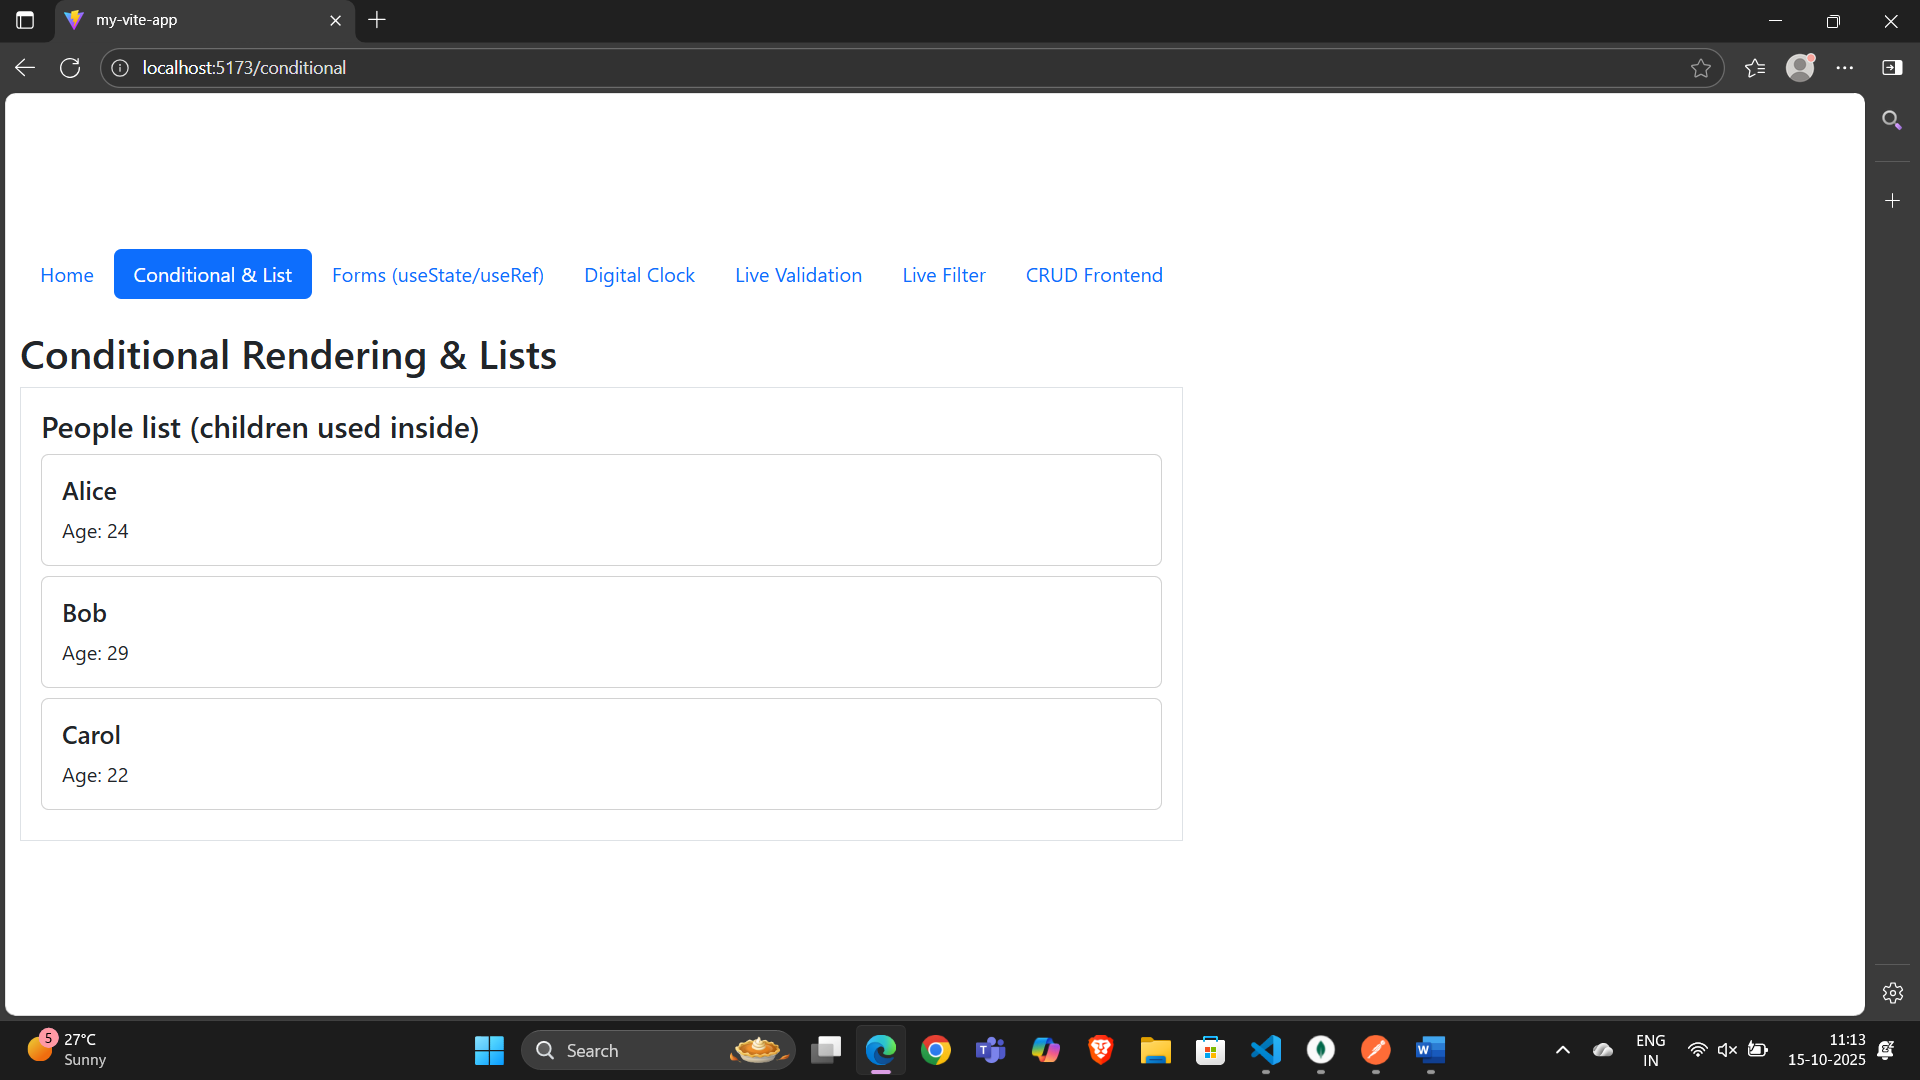 my-vite-app
localhost:5173/conditional
Home Conditional & List Forms (useState/useRef) Digital Clock Live Validation Live Filter CRUD Frontend
Conditional Rendering & Lists
People list (children used inside)
Alice
Age: 24
Bob
Age: 29
Carol
Age: 22
5 27°C
Sunny
Search
ENG
IN
11:13
15-10-2025